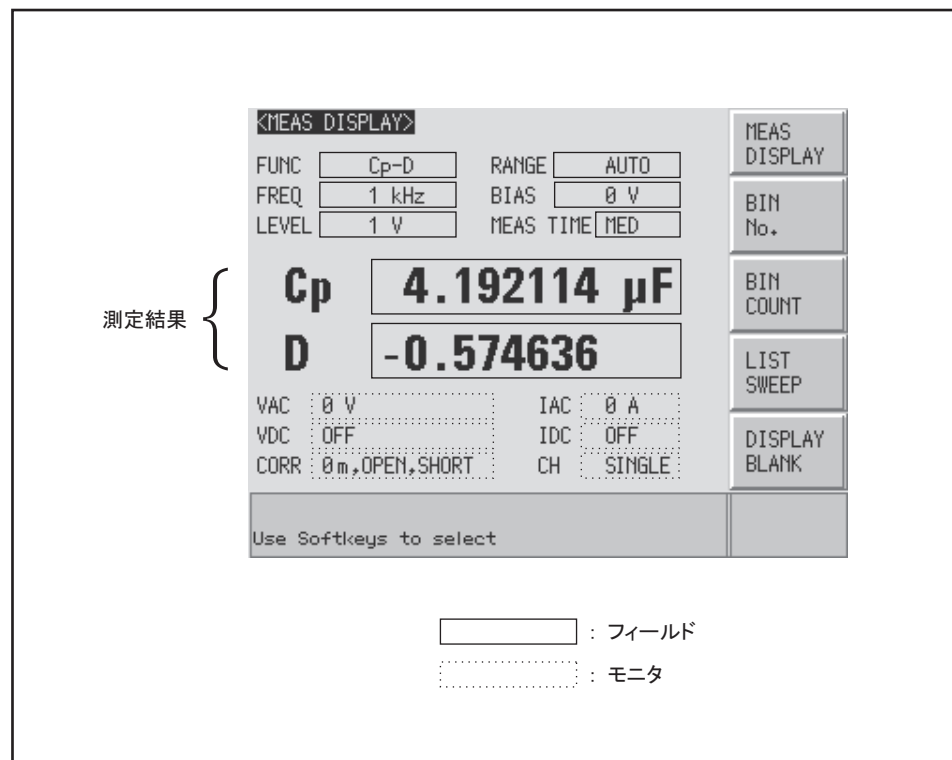 <MEAS DISPLAY>
FUNC Cp-D RANGE AUTO
FREQ 1 kHz BIAS 0 V
LEVEL 1 V MEAS TIME MED
測定結果
Cp 4.192114 µF
D -0.574636
VAC 0 V IAC 0 A
VDC OFF IDC OFF
CORR 0m,OPEN,SHORT CH SINGLE
Use Softkeys to select
MEAS
DISPLAY
BIN
No.
BIN
COUNT
LIST
SWEEP
DISPLAY
BLANK
: フィールド
: モニタ